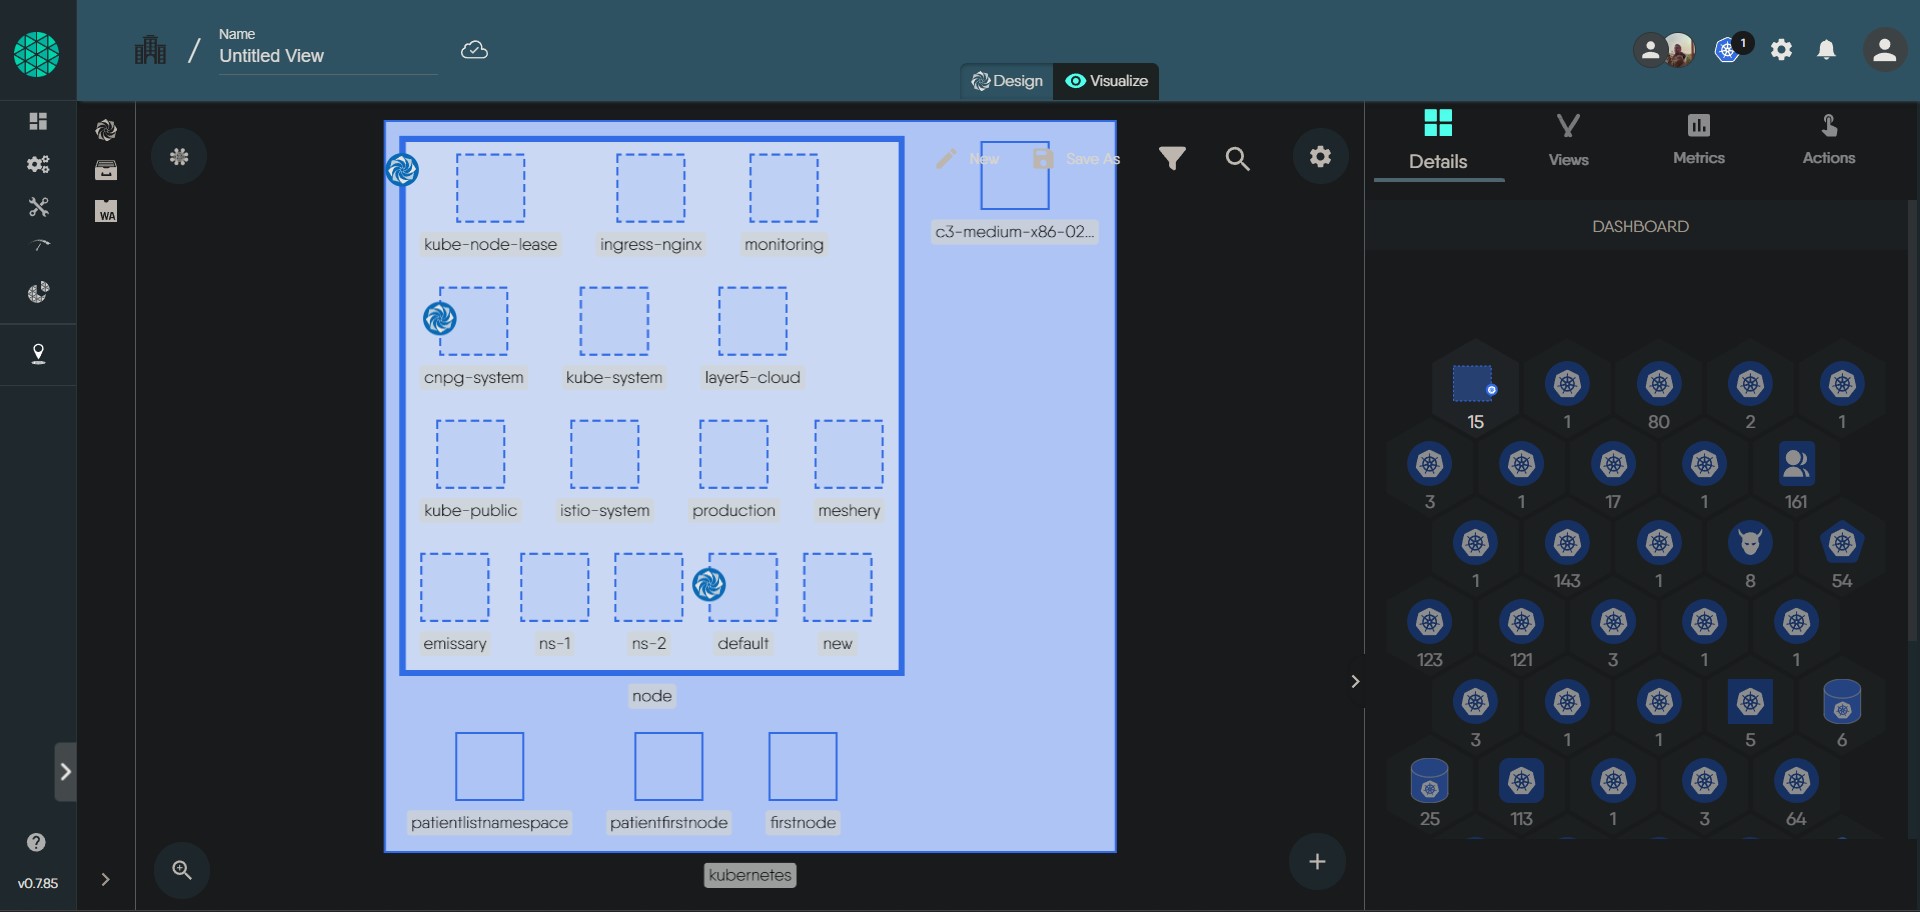 Name
/ Untitled View
1
Design
Visualize
Details
Views
Metrics
Actions
WA
New
Save As
kube-node-lease
ingress-nginx
monitoring
c3-medium-x86-02...
DASHBOARD
cnpg-system
kube-system
layer5-cloud
kube-public
istio-system
production
meshery
emissary
ns-1
ns-2
default
new
node
patientlistnamespace
patientfirstnode
firstnode
kubernetes
15
1
80
2
1
3
1
17
1
161
1
143
1
8
54
123
121
3
1
1
3
1
1
5
6
25
113
1
3
64
v0.7.85